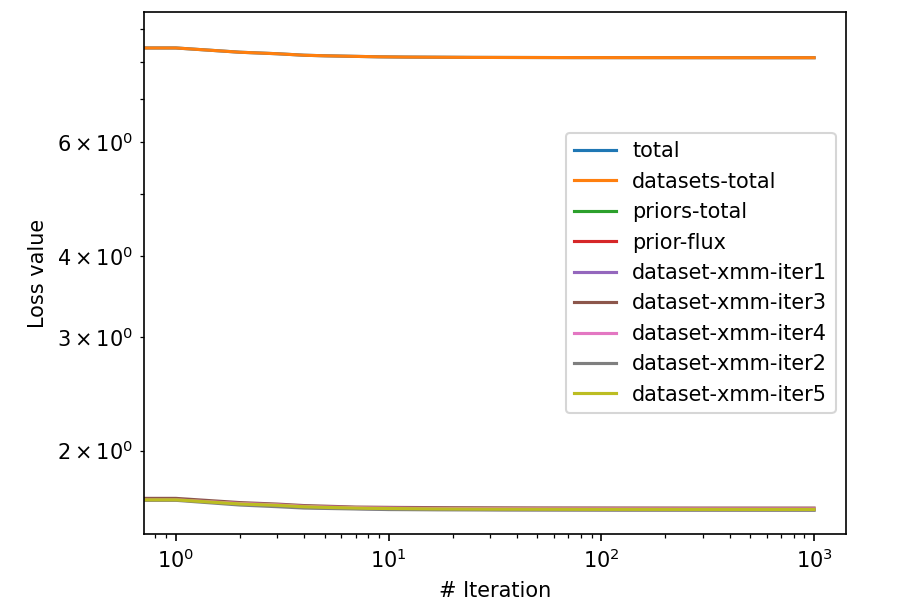 6 × 10⁰
4 × 10⁰
3 × 10⁰
2 × 10⁰
Loss value
total
datasets-total
priors-total
prior-flux
dataset-xmm-iter1
dataset-xmm-iter3
dataset-xmm-iter4
dataset-xmm-iter2
dataset-xmm-iter5
10⁰ 10¹ 10² 10³
# Iteration